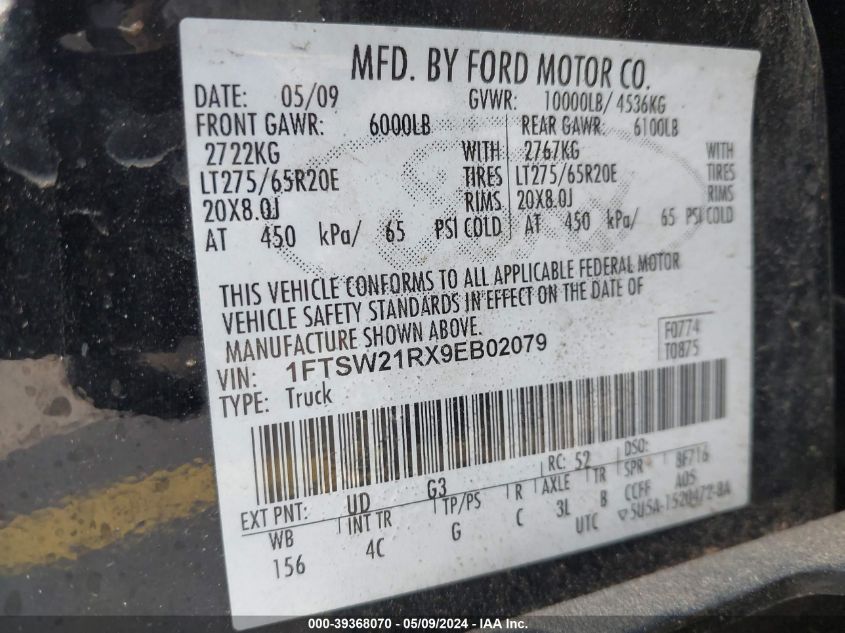 MFD. BY FORD MOTOR CO.
DATE: 05/09 GVWR: 10000LB/ 4536KG
FRONT GAWR: 6000LB REAR GAWR: 6100LB
2722KG WITH 2767KG WITH
LT275/65R20E TIRES LT275/65R20E TIRES
20X8.0J RIMS 20X8.0J RIMS
AT 450 kPa/ 65 PSI COLD AT 450 kPa/ 65 PSI COLD
THIS VEHICLE CONFORMS TO ALL APPLICABLE FEDERAL MOTOR
VEHICLE SAFETY STANDARDS IN EFFECT ON THE DATE OF
MANUFACTURE SHOWN ABOVE.
VIN: 1FTSW21RX9EB02079 F0774
TYPE: Truck T0875
EXT PNT: UD G3 RC: 52 DSO:
WB INT TR TP/PS R AXLE TR SPR 8F716
156 4C G C 3L B CCFF A05
UTC ▽5U5A-1520472-BA
000-39368070 / 05/09/2024 / IAA Inc.